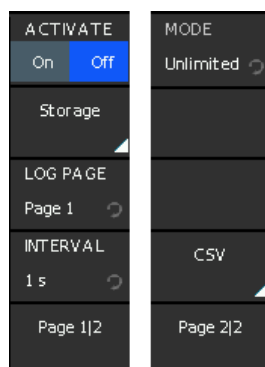 ACTIVATE
On Off
Storage
LOG PAGE
Page 1
INTERVAL
1 s
Page 1|2
MODE
Unlimited
CSV
Page 2|2